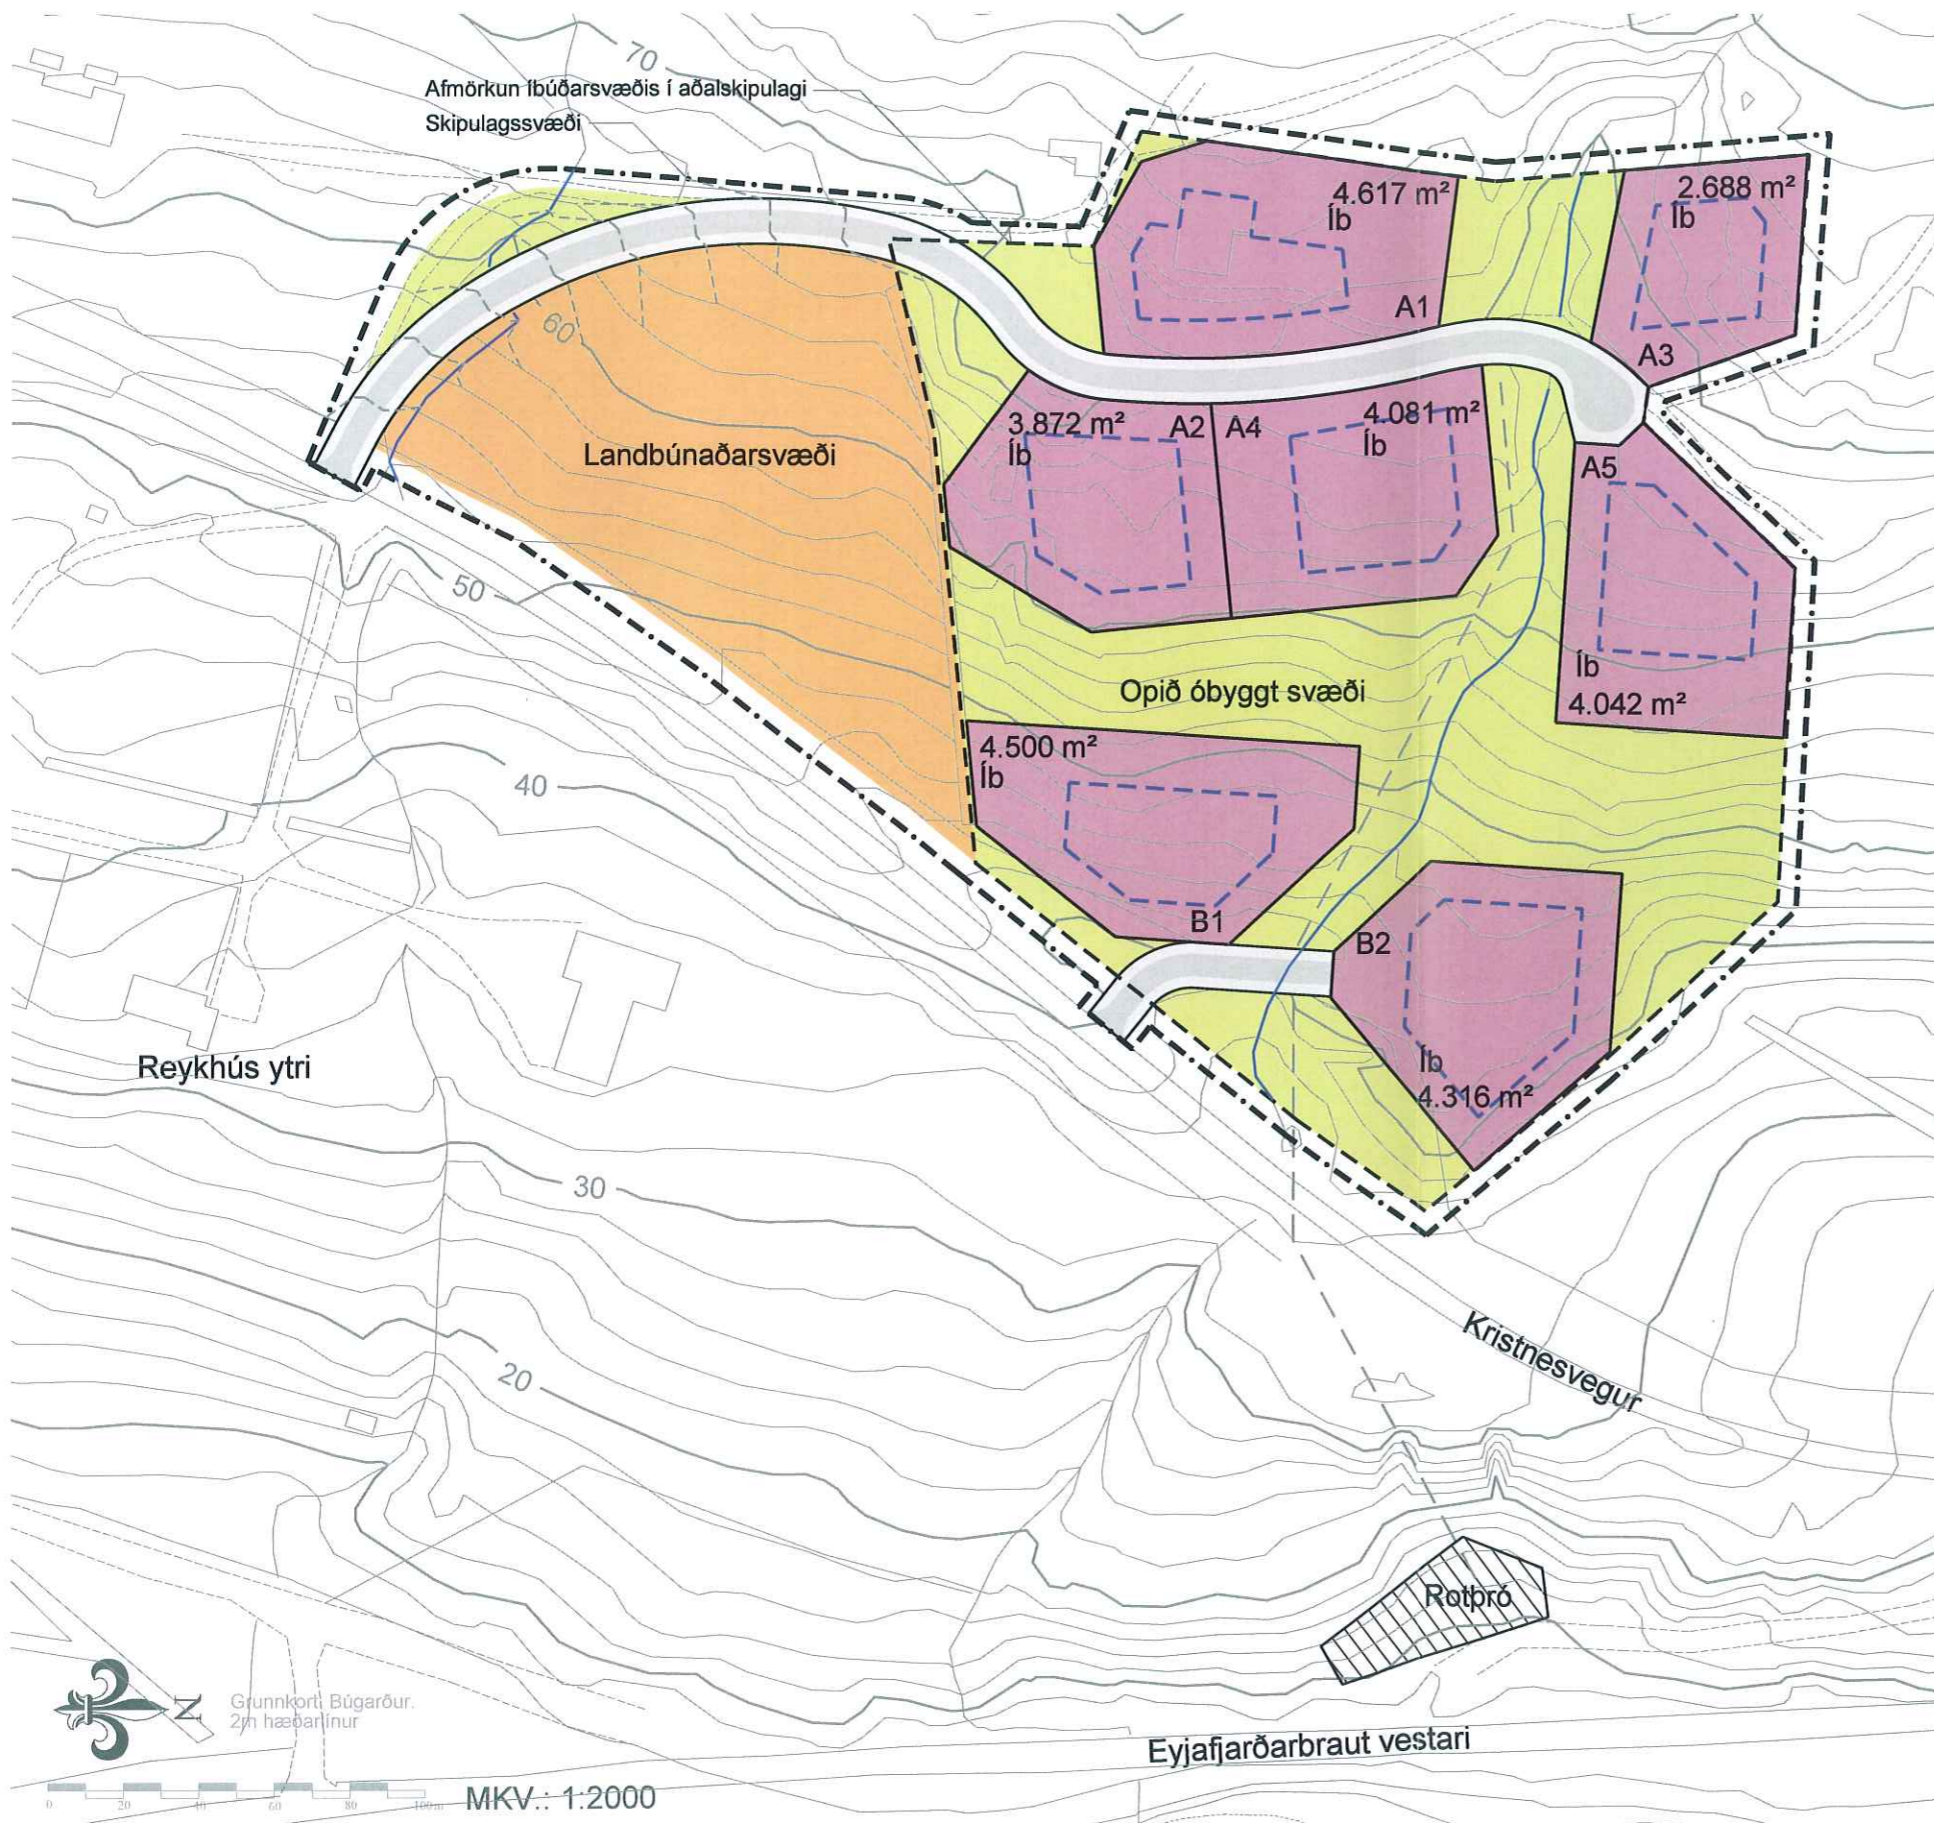 70
Afmörkun íbúðarsvæðis í aðalskipulagi
Skipulagssvæði
4.617 m²
Íb
2.688 m²
Íb
A1
60
A3
3.872 m²
Íb
A2
A4
4.081 m²
Íb
Landbúnaðarsvæði
A5
50
Íb
4.042 m²
Opið óbyggt svæði
4.500 m²
Íb
40
B1
B2
Íb
4.316 m²
Reykhús ytri
30
Kristnesvegur
20
Rotþró
N
Grunnkort: Búgarður.
2m hæðarlínur
Eyjafjarðarbraut vestari
0 20 40 60 80 100m
MKV.: 1:2000